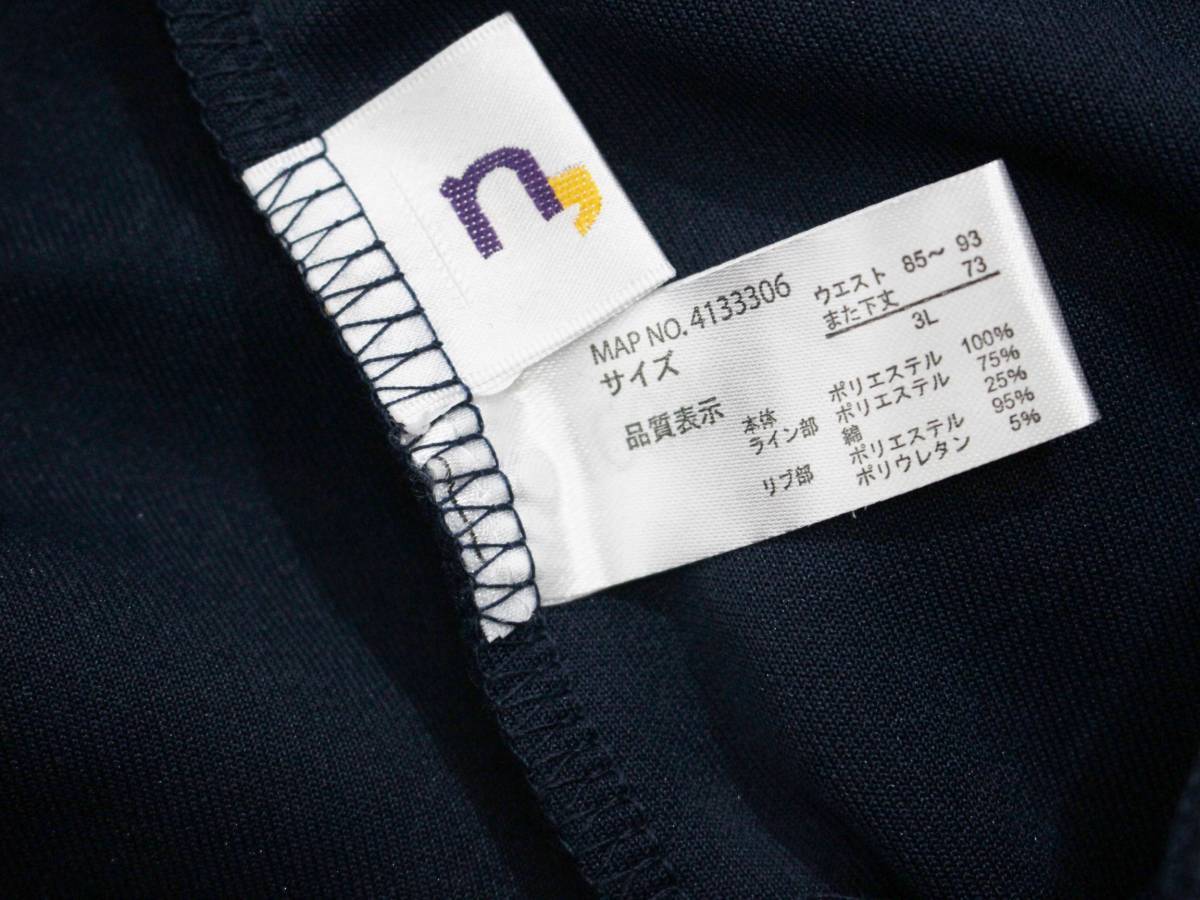 n,
MAP NO. 4133306
サイズ ウエスト 85〜 93
また下丈 73
3L
品質表示 本体 ポリエステル 100%
ライン部 ポリエステル 75%
綿 25%
リブ部 ポリエステル 95%
ポリウレタン 5%